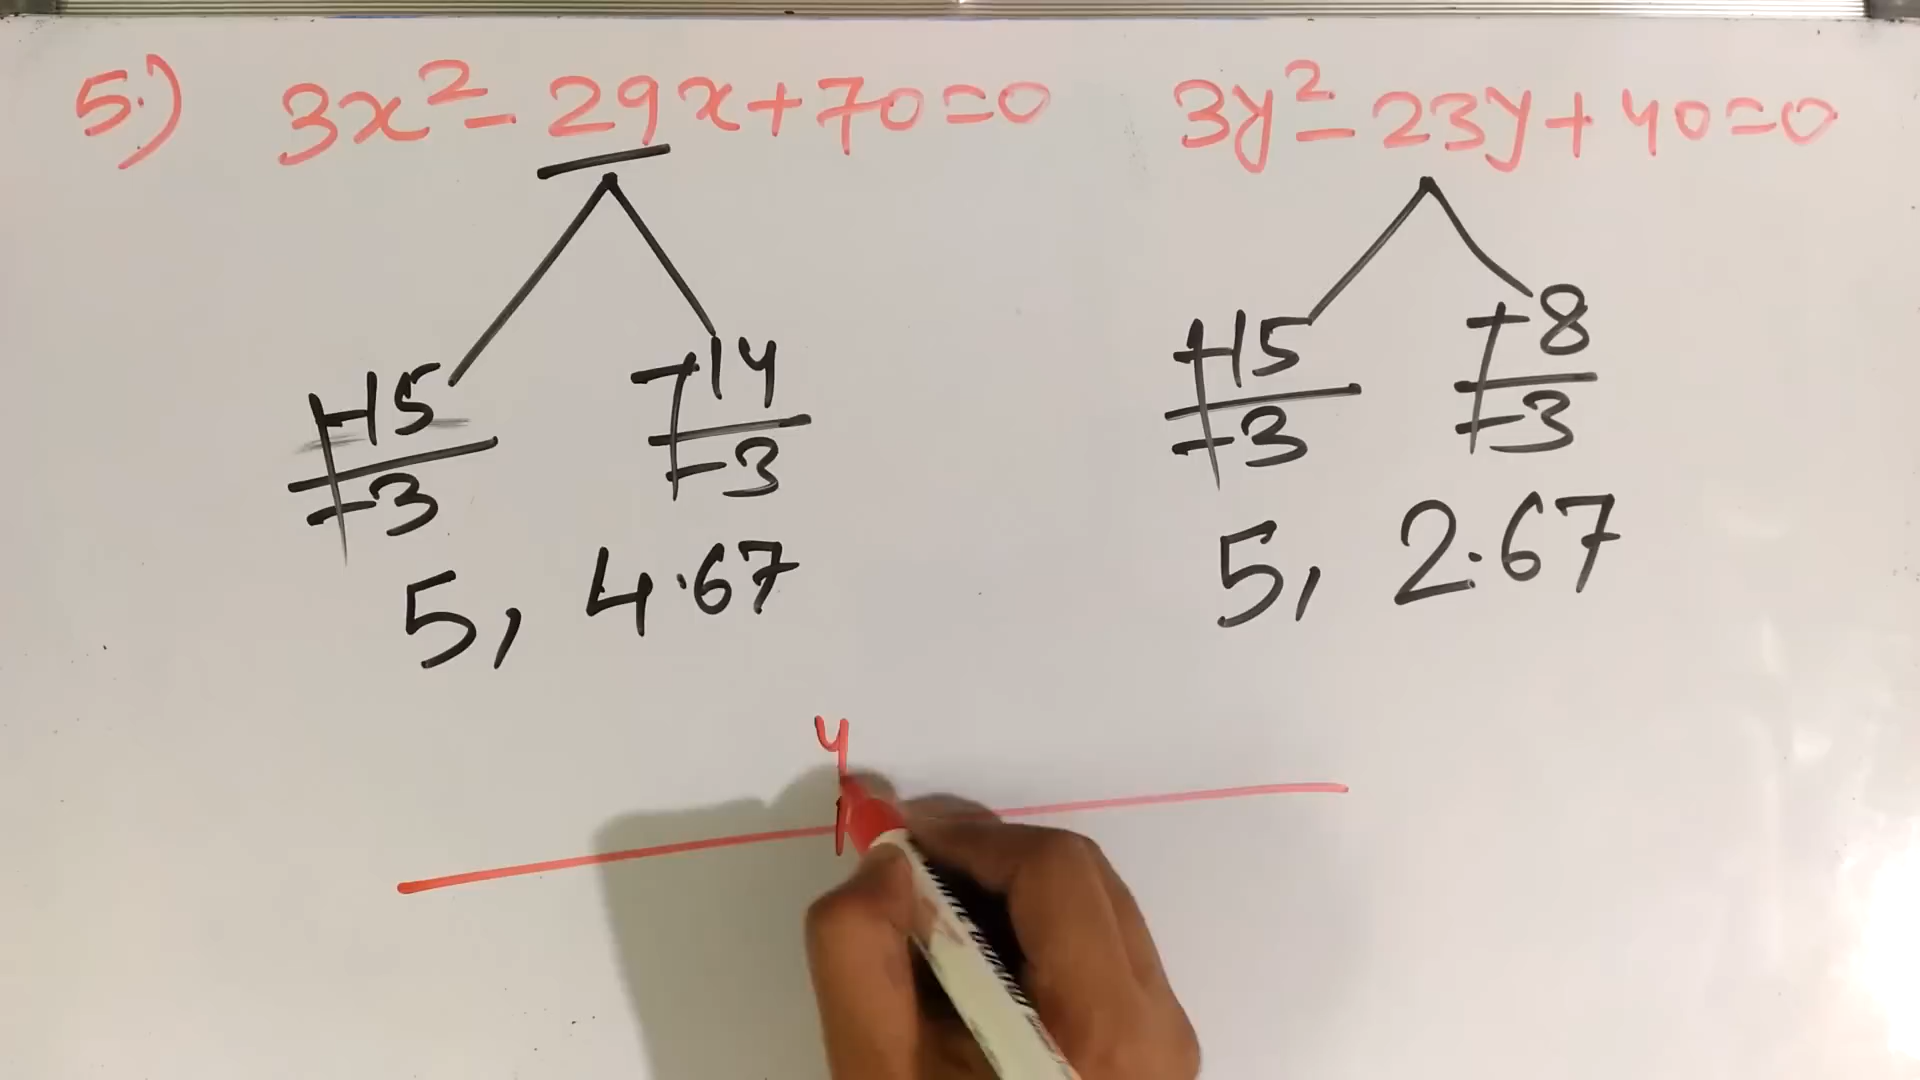 5.) 3x² - 29x + 70 = 0 3y² - 23y + 40 = 0
-15 -14 -15 -8
-3 -3 -3 -3
5, 4.67 5, 2.67
y